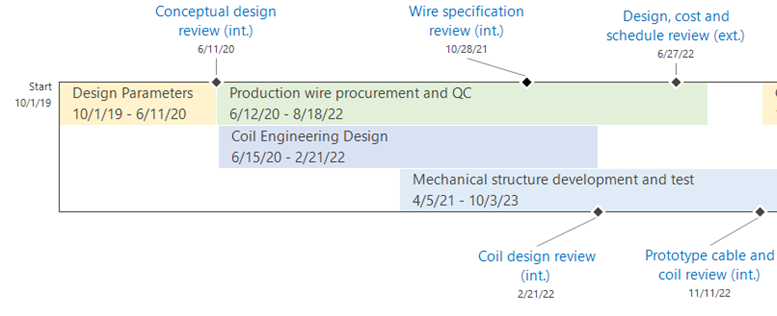 Conceptual design
review (int.)
6/11/20
Wire specification
review (int.)
10/28/21
Design, cost and
schedule review (ext.)
6/27/22
Start
10/1/19
Design Parameters
10/1/19 - 6/11/20
Production wire procurement and QC
6/12/20 - 8/18/22
Coil Engineering Design
6/15/20 - 2/21/22
Mechanical structure development and test
4/5/21 - 10/3/23
Coil design review
(int.)
2/21/22
Prototype cable and
coil review (int.)
11/11/22